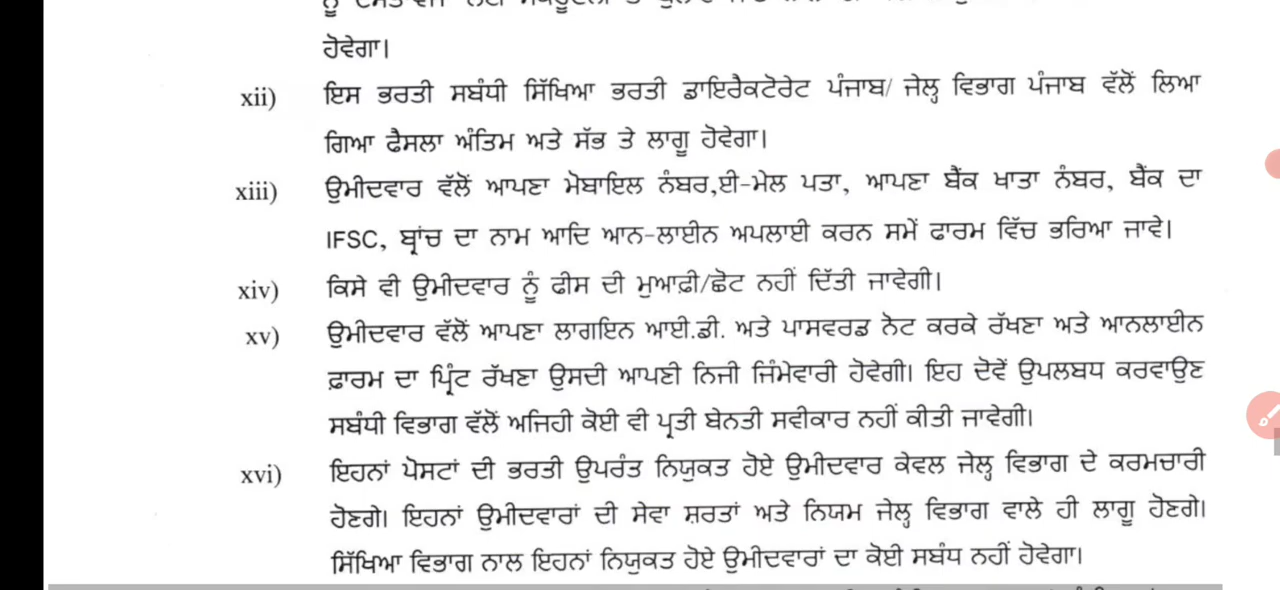 ਹੋਵੇਗਾ।
xii) ਇਸ ਭਰਤੀ ਸਬੰਧੀ ਸਿੱਖਿਆ ਭਰਤੀ ਡਾਇਰੈਕਟੋਰੇਟ ਪੰਜਾਬ/ ਜੇਲ੍ਹ ਵਿਭਾਗ ਪੰਜਾਬ ਵੱਲੋਂ ਲਿਆ
ਗਿਆ ਫੈਸਲਾ ਅੰਤਿਮ ਅਤੇ ਸੱਭ ਤੇ ਲਾਗੂ ਹੋਵੇਗਾ।
xiii) ਉਮੀਦਵਾਰ ਵੱਲੋਂ ਆਪਣਾ ਮੋਬਾਇਲ ਨੰਬਰ,ਈ-ਮੇਲ ਪਤਾ, ਆਪਣਾ ਬੈਂਕ ਖਾਤਾ ਨੰਬਰ, ਬੈਂਕ ਦਾ
IFSC, ਬ੍ਰਾਂਚ ਦਾ ਨਾਮ ਆਦਿ ਆਨ-ਲਾਈਨ ਅਪਲਾਈ ਕਰਨ ਸਮੇਂ ਫਾਰਮ ਵਿੱਚ ਭਰਿਆ ਜਾਵੇ।
xiv) ਕਿਸੇ ਵੀ ਉਮੀਦਵਾਰ ਨੂੰ ਫੀਸ ਦੀ ਮੁਆਫ਼ੀ/ਛੋਟ ਨਹੀਂ ਦਿੱਤੀ ਜਾਵੇਗੀ।
xv) ਉਮੀਦਵਾਰ ਵੱਲੋਂ ਆਪਣਾ ਲਾਗਇਨ ਆਈ.ਡੀ. ਅਤੇ ਪਾਸਵਰਡ ਨੋਟ ਕਰਕੇ ਰੱਖਣਾ ਅਤੇ ਆਨਲਾਈਨ
ਫ਼ਾਰਮ ਦਾ ਪ੍ਰਿੰਟ ਰੱਖਣਾ ਉਸਦੀ ਆਪਣੀ ਨਿਜੀ ਜਿੰਮੇਵਾਰੀ ਹੋਵੇਗੀ। ਇਹ ਦੋਵੇਂ ਉਪਲਬਧ ਕਰਵਾਉਣ
ਸਬੰਧੀ ਵਿਭਾਗ ਵੱਲੋਂ ਅਜਿਹੀ ਕੋਈ ਵੀ ਪ੍ਰਤੀ ਬੇਨਤੀ ਸਵੀਕਾਰ ਨਹੀਂ ਕੀਤੀ ਜਾਵੇਗੀ।
xvi) ਇਹਨਾਂ ਪੋਸਟਾਂ ਦੀ ਭਰਤੀ ਉਪਰੰਤ ਨਿਯੁਕਤ ਹੋਏ ਉਮੀਦਵਾਰ ਕੇਵਲ ਜੇਲ੍ਹ ਵਿਭਾਗ ਦੇ ਕਰਮਚਾਰੀ
ਹੋਣਗੇ। ਇਹਨਾਂ ਉਮੀਦਵਾਰਾਂ ਦੀ ਸੇਵਾ ਸ਼ਰਤਾਂ ਅਤੇ ਨਿਯਮ ਜੇਲ੍ਹ ਵਿਭਾਗ ਵਾਲੇ ਹੀ ਲਾਗੂ ਹੋਣਗੇ।
ਸਿੱਖਿਆ ਵਿਭਾਗ ਨਾਲ ਇਹਨਾਂ ਨਿਯੁਕਤ ਹੋਏ ਉਮੀਦਵਾਰਾਂ ਦਾ ਕੋਈ ਸਬੰਧ ਨਹੀਂ ਹੋਵੇਗਾ।